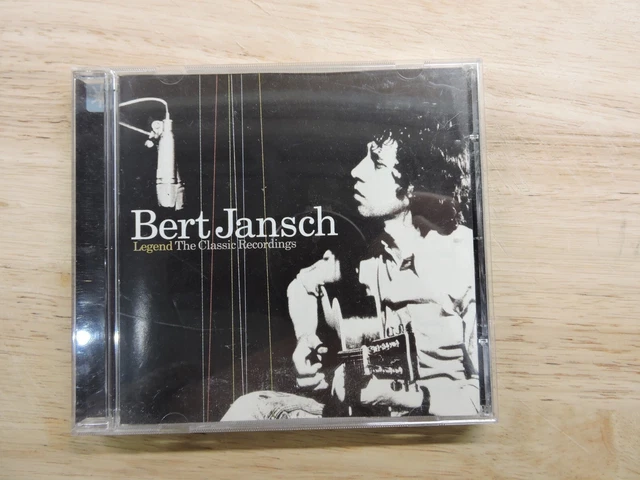 Bert Jansch
Legend The Classic Recordings